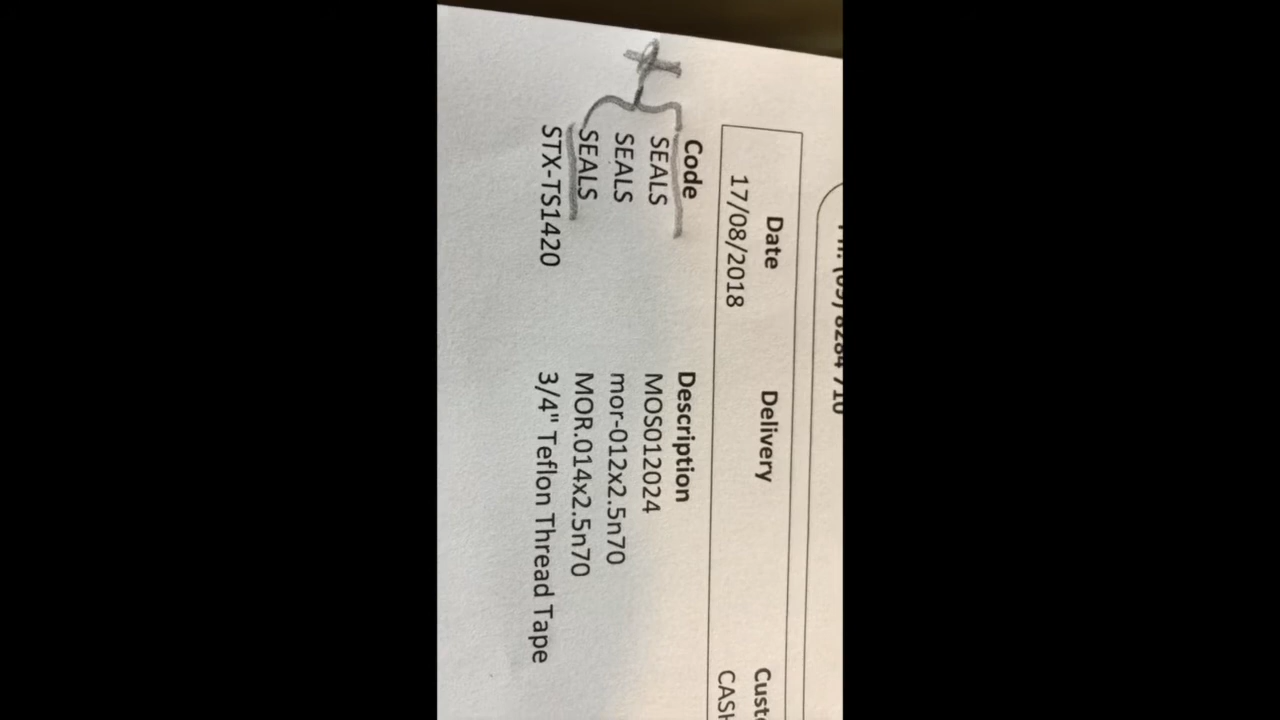 Date Delivery
17/08/2018
Code Description
SEALS MOS012024
SEALS mor-012x2.5n70
SEALS MOR.014x2.5n70
STX-TS1420 3/4" Teflon Thread Tape